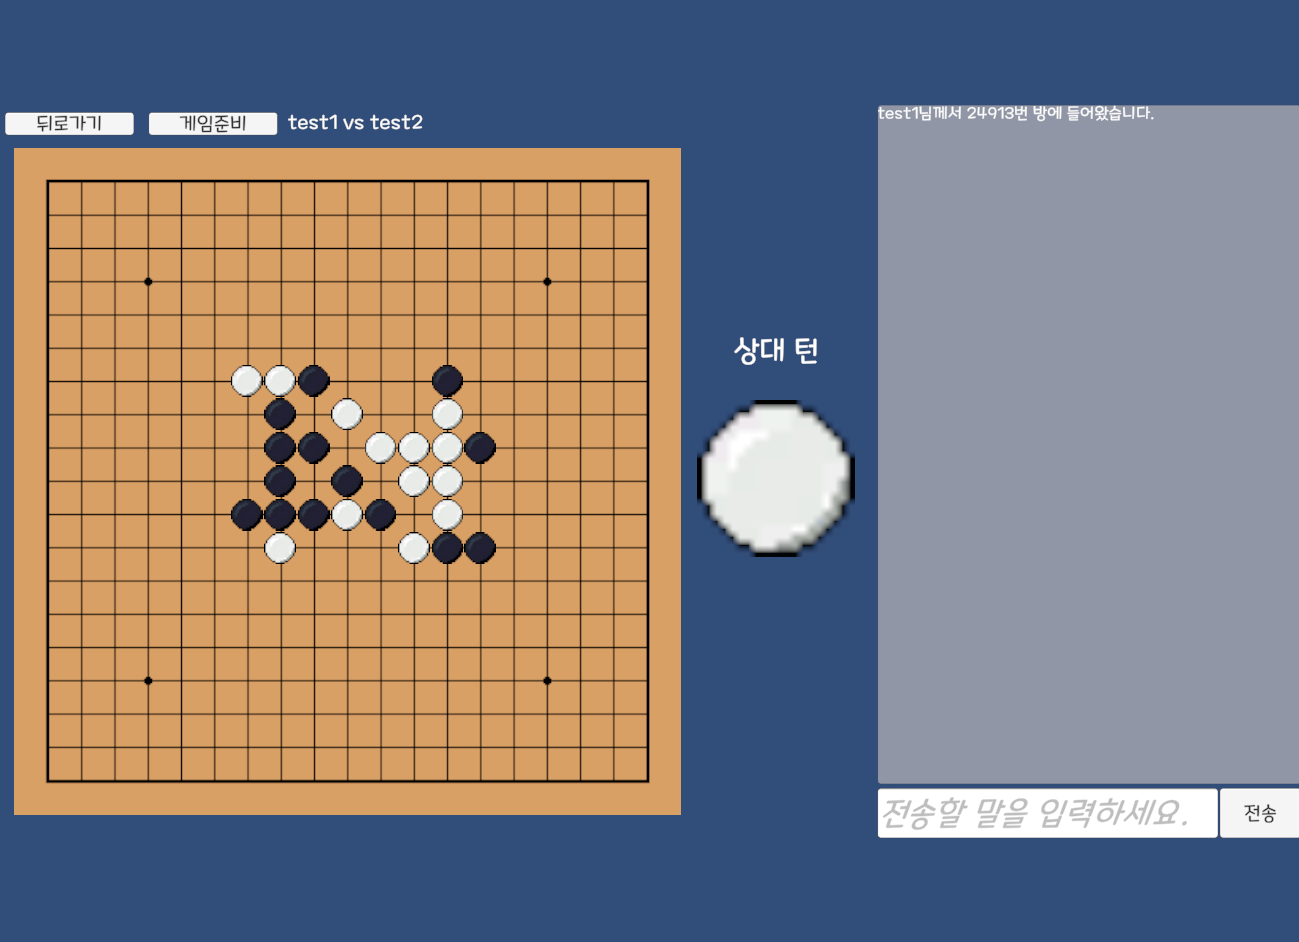 뒤로가기 게임준비 test1 vs test2
test1님께서 24913번 방에 들어왔습니다.
상대 턴
전송할 말을 입력하세요. 전송